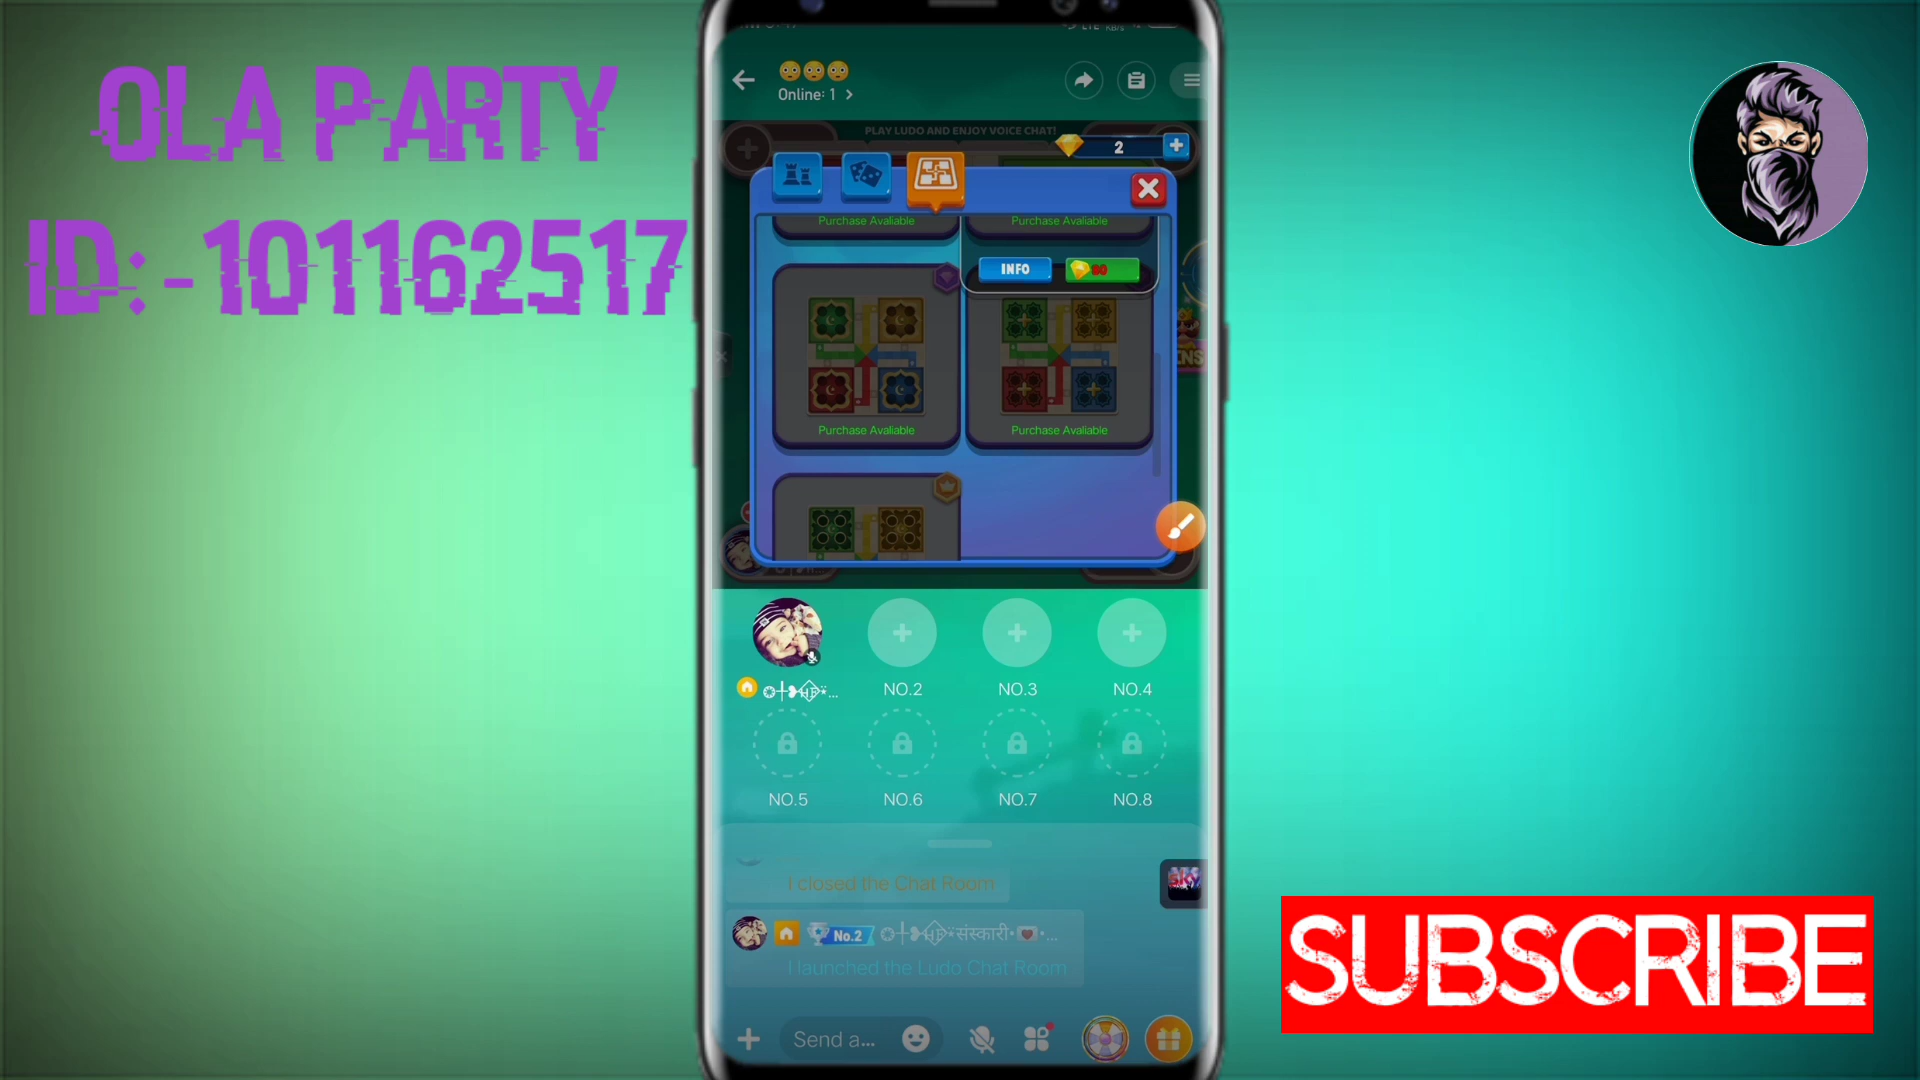 OLA PARTY
ID:-101162517
Online: 1 >
PLAY LUDO AND ENJOY VOICE CHAT!
2
Purchase Avaliable
Purchase Avaliable
INFO
Purchase Avaliable
Purchase Avaliable
NO.2
NO.3
NO.4
NO.5
NO.6
NO.7
NO.8
I closed the Chat Room
No.2 संस्कारी
I launched the Ludo Chat Room
Send a...
SUBSCRIBE